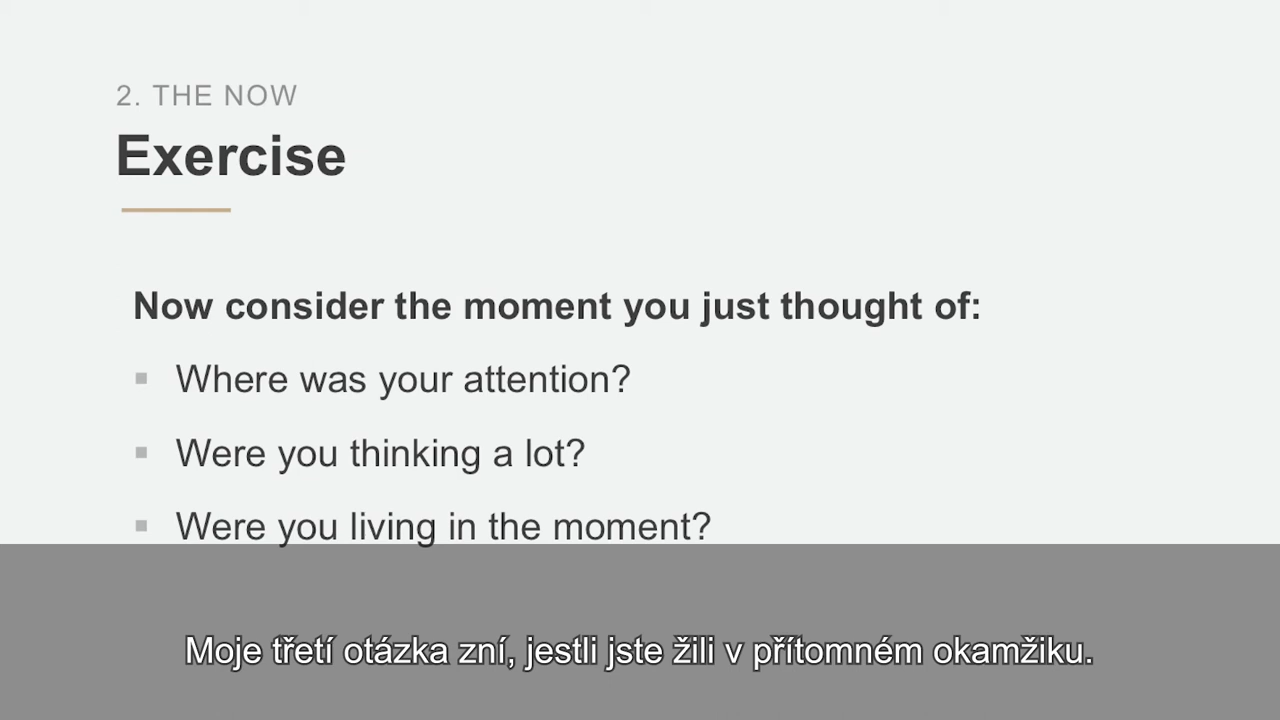 2. THE NOW
Exercise
Now consider the moment you just thought of:
▪ Where was your attention?
▪ Were you thinking a lot?
▪ Were you living in the moment?
Moje třetí otázka zní, jestli jste žili v přítomném okamžiku.